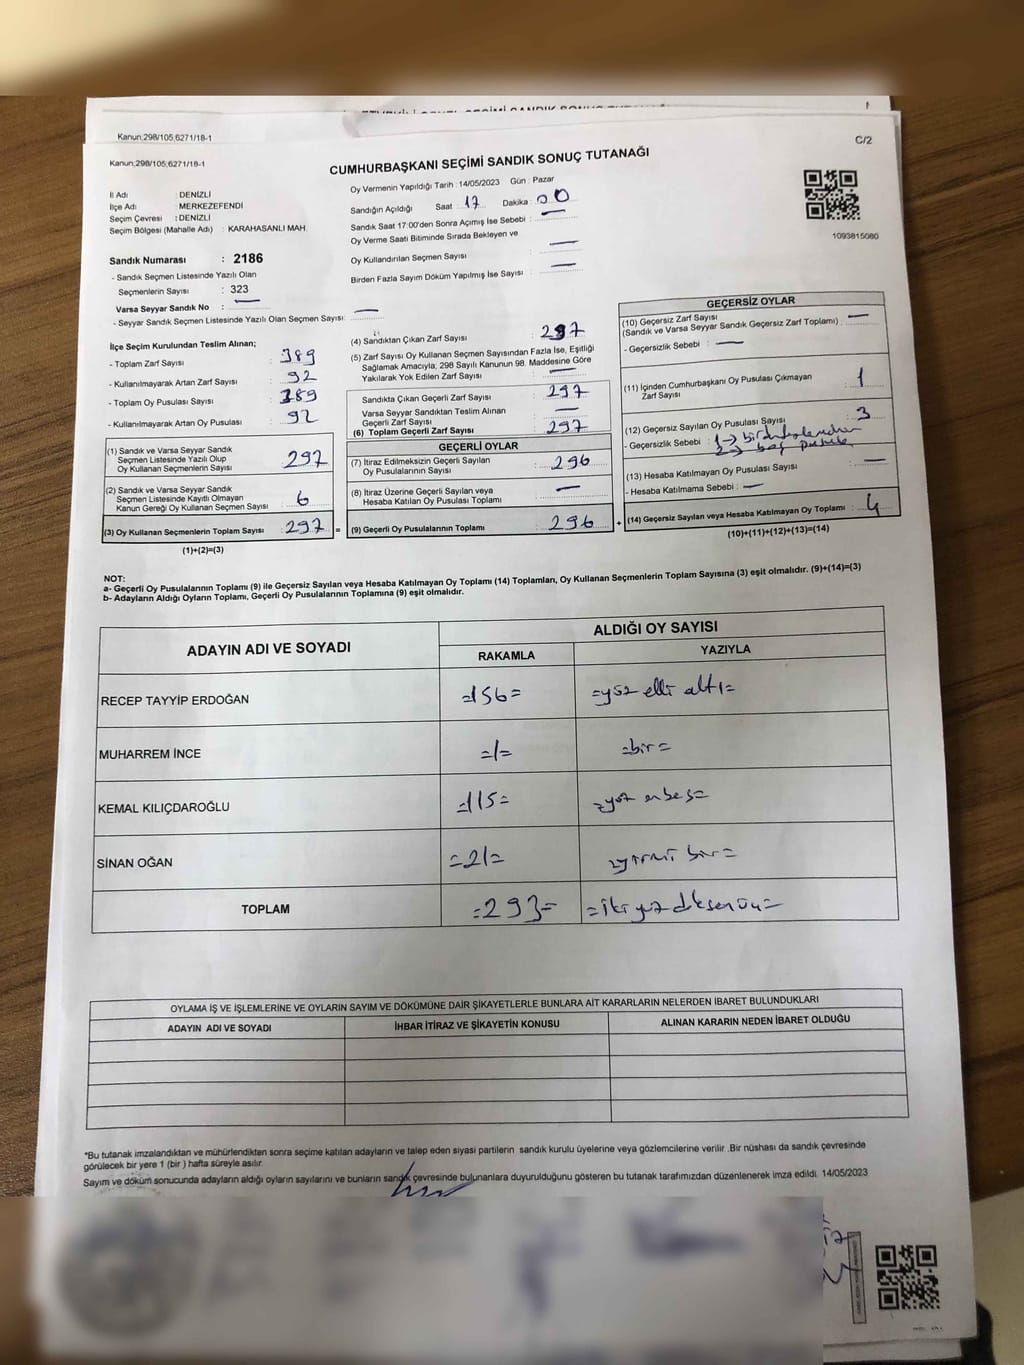 Kanun;298/105,6271/18-1
C/2
Kanun;298/105,6271/18-1
CUMHURBAŞKANI SEÇİMİ SANDIK SONUÇ TUTANAĞI
İl Adı : DENİZLİ
İlçe Adı : MERKEZEFENDİ
Seçim Çevresi : DENİZLİ
Seçim Bölgesi (Mahalle Adı) : KARAHASANLI MAH.
Oy Vermenin Yapıldığı Tarih : 14/05/2023 Gün : Pazar
Sandığın Açıldığı Saat 17 Dakika 00
Sandık Saat 17:00'den Sonra Açımış İse Sebebi : —
Oy Verme Saati Bitiminde Sırada Bekleyen ve
Oy Kullandırılan Seçmen Sayısı : —
Birden Fazla Sayım Döküm Yapılmış İse Sayısı : —
1093815080
Sandık Numarası : 2186
- Sandık Seçmen Listesinde Yazılı Olan
Seçmenlerin Sayısı : 323
Varsa Seyyar Sandık No : —
- Seyyar Sandık Seçmen Listesinde Yazılı Olan Seçmen Sayısı: —
İlçe Seçim Kurulundan Teslim Alınan;
- Toplam Zarf Sayısı : 389
- Kullanılmayarak Artan Zarf Sayısı : 92
- Toplam Oy Pusulası Sayısı : 389
- Kullanılmayarak Artan Oy Pusulası : 92
(1) Sandık ve Varsa Seyyar Sandık
Seçmen Listesinde Yazılı Olup
Oy Kullanan Seçmenlerin Sayısı : 297
(2) Sandık ve Varsa Seyyar Sandık
Seçmen Listesinde Kayıtlı Olmayan
Kanun Gereği Oy Kullanan Seçmen Sayısı : 6
(3) Oy Kullanan Seçmenlerin Toplam Sayısı : 297 =
(1)+(2)=(3)
(4) Sandıktan Çıkan Zarf Sayısı : 297
(5) Zarf Sayısı Oy Kullanan Seçmen Sayısından Fazla İse, Eşitliği
Sağlamak Amacıyla; 298 Sayılı Kanunun 98. Maddesine Göre
Yakılarak Yok Edilen Zarf Sayısı : —
Sandıkta Çıkan Geçerli Zarf Sayısı : 297
Varsa Seyyar Sandıktan Teslim Alınan
Geçerli Zarf Sayısı : —
(6) Toplam Geçerli Zarf Sayısı : 297
GEÇERLİ OYLAR
(7) İtiraz Edilmeksizin Geçerli Sayılan
Oy Pusulalarının Sayısı : 296
(8) İtiraz Üzerine Geçerli Sayılan veya
Hesaba Katılan Oy Pusulası Toplamı : —
(9) Geçerli Oy Pusulalarının Toplamı : 296 +
GEÇERSİZ OYLAR
(10) Geçersiz Zarf Sayısı
(Sandık ve Varsa Seyyar Sandık Geçersiz Zarf Toplamı) : —
- Geçersizlik Sebebi : —
(11) İçinden Cumhurbaşkanı Oy Pusulası Çıkmayan
Zarf Sayısı : 1
(12) Geçersiz Sayılan Oy Pusulası Sayısı : 3
- Geçersizlik Sebebi : 1→
2→ boş pusula
(13) Hesaba Katılmayan Oy Pusulası Sayısı : —
- Hesaba Katılmama Sebebi : —
(14) Geçersiz Sayılan veya Hesaba Katılmayan Oy Toplamı : 4
(10)+(11)+(12)+(13)=(14)
NOT:
a- Geçerli Oy Pusulalarının Toplamı (9) ile Geçersiz Sayılan veya Hesaba Katılmayan Oy Toplamı (14) Toplamları, Oy Kullanan Seçmenlerin Toplam Sayısına (3) eşit olmalıdır. (9)+(14)=(3)
b- Adayların Aldığı Oyların Toplamı, Geçerli Oy Pusulalarının Toplamına (9) eşit olmalıdır.
ADAYIN ADI VE SOYADI ALDIĞI OY SAYISI
RAKAMLA YAZIYLA
RECEP TAYYİP ERDOĞAN =156= =yüz elli altı=
MUHARREM İNCE =1= =bir=
KEMAL KILIÇDAROĞLU =115= =yüz onbeş=
SİNAN OĞAN =21= =yirmi bir=
TOPLAM =293= =iki yüz doksan üç=
OYLAMA İŞ VE İŞLEMLERİNE VE OYLARIN SAYIM VE DÖKÜMÜNE DAİR ŞİKAYETLERLE BUNLARA AİT KARARLARIN NELERDEN İBARET BULUNDUKLARI
ADAYIN ADI VE SOYADI İHBAR İTİRAZ VE ŞİKAYETİN KONUSU ALINAN KARARIN NEDEN İBARET OLDUĞU
*Bu tutanak imzalandıktan ve mühürlendikten sonra seçime katılan adayların ve talep eden siyasi partilerin sandık kurulu üyelerine veya gözlemcilerine verilir .Bir nüshası da sandık çevresinde
görülecek bir yere 1 (bir ) hafta süreyle asılır.
Sayım ve döküm sonucunda adayların aldığı oyların sayılarını ve bunların sandık çevresinde bulunanlara duyurulduğunu gösteren bu tutanak tarafımızdan düzenlenerek imza edildi. 14/05/2023